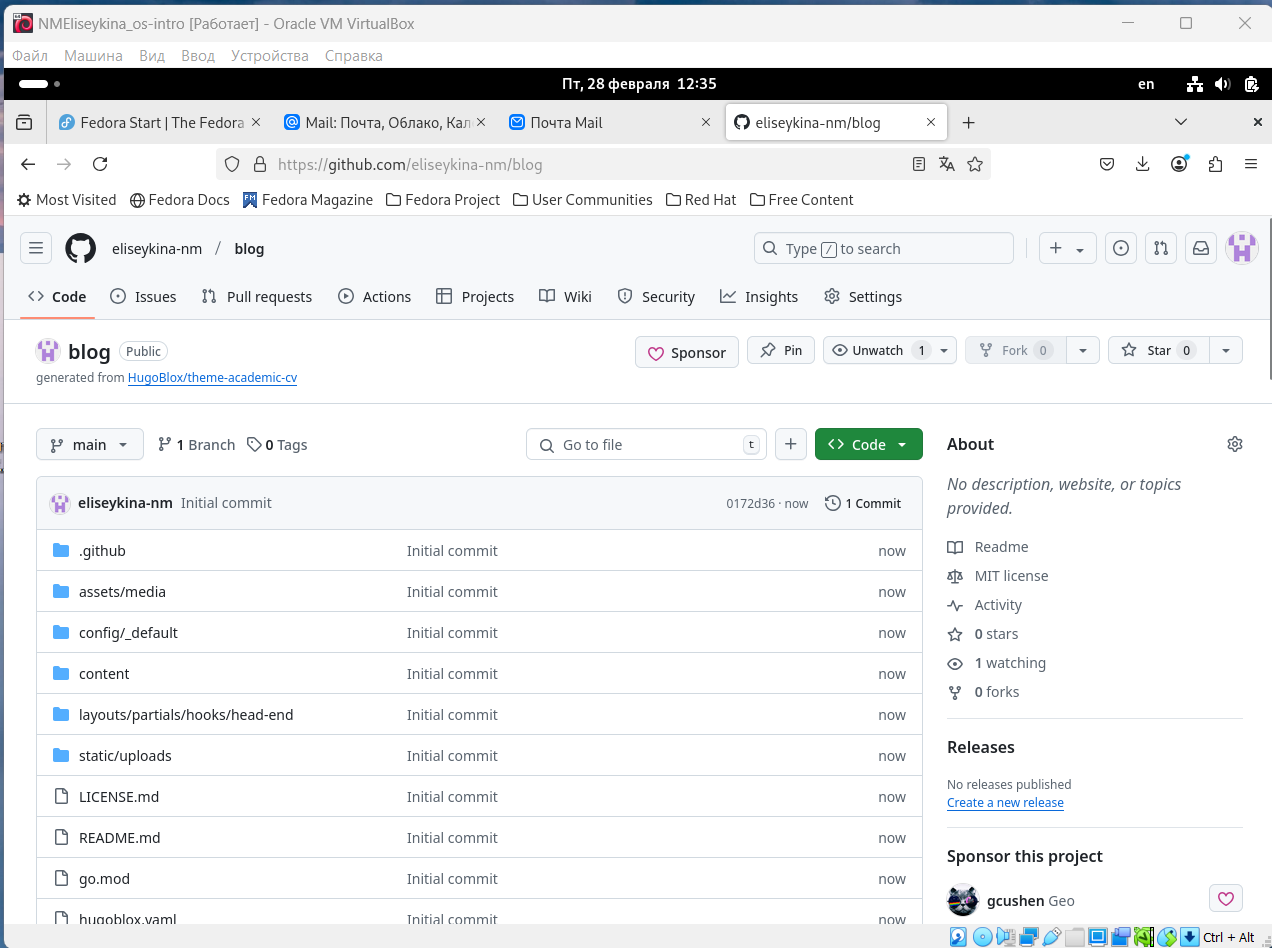 NMEliseykina_os-intro [Работает] - Oracle VM VirtualBox
Файл Машина Вид Ввод Устройства Справка
Пт, 28 февраля 12:35 en
Fedora Start | The Fedora Mail: Почта, Облако, Кал Почта Mail eliseykina-nm/blog
https://github.com/eliseykina-nm/blog
Most Visited Fedora Docs Fedora Magazine Fedora Project User Communities Red Hat Free Content
eliseykina-nm / blog Type / to search
Code Issues Pull requests Actions Projects Wiki Security Insights Settings
blog Public Sponsor Pin Unwatch 1 Fork 0 Star 0
generated from HugoBlox/theme-academic-cv
main 1 Branch 0 Tags Go to file t Code
eliseykina-nm Initial commit 0172d36 · now 1 Commit
.github Initial commit now
assets/media Initial commit now
config/_default Initial commit now
content Initial commit now
layouts/partials/hooks/head-end Initial commit now
static/uploads Initial commit now
LICENSE.md Initial commit now
README.md Initial commit now
go.mod Initial commit now
hugoblox.yaml Initial commit now
About
No description, website, or topics
provided.
Readme
MIT license
Activity
0 stars
1 watching
0 forks
Releases
No releases published
Create a new release
Sponsor this project
gcushen Geo
Ctrl + Alt